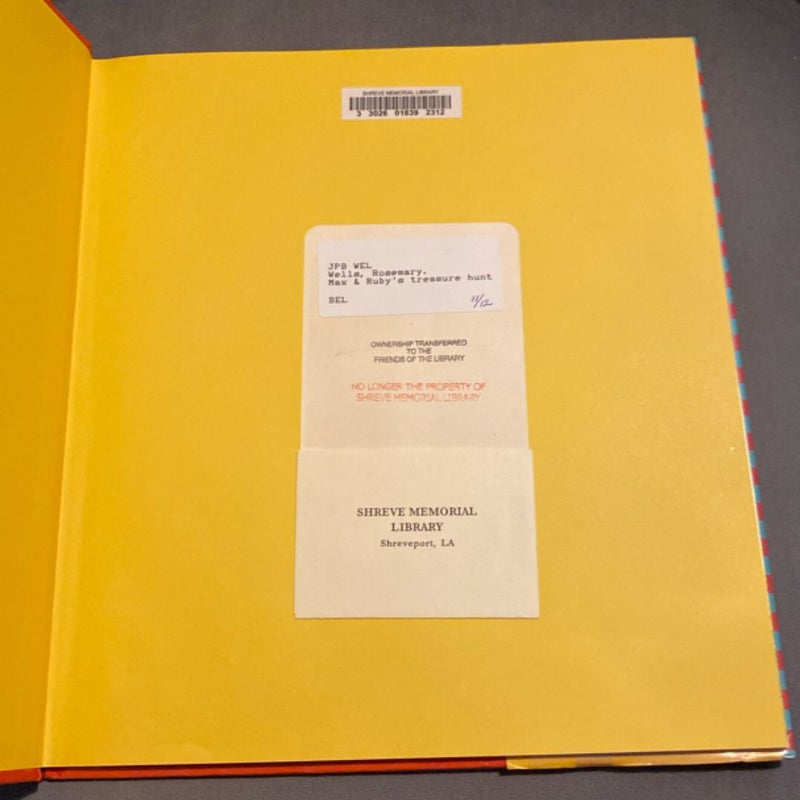 SHREVE MEMORIAL LIBRARY
3 3026 01839 2312
JPB WEL
Wells, Rosemary.
Max & Ruby's treasure hunt
BEL 11/12
OWNERSHIP TRANSFERRED
TO THE
FRIENDS OF THE LIBRARY
NO LONGER THE PROPERTY OF
SHREVE MEMORIAL LIBRARY
SHREVE MEMORIAL
LIBRARY
Shreveport, LA